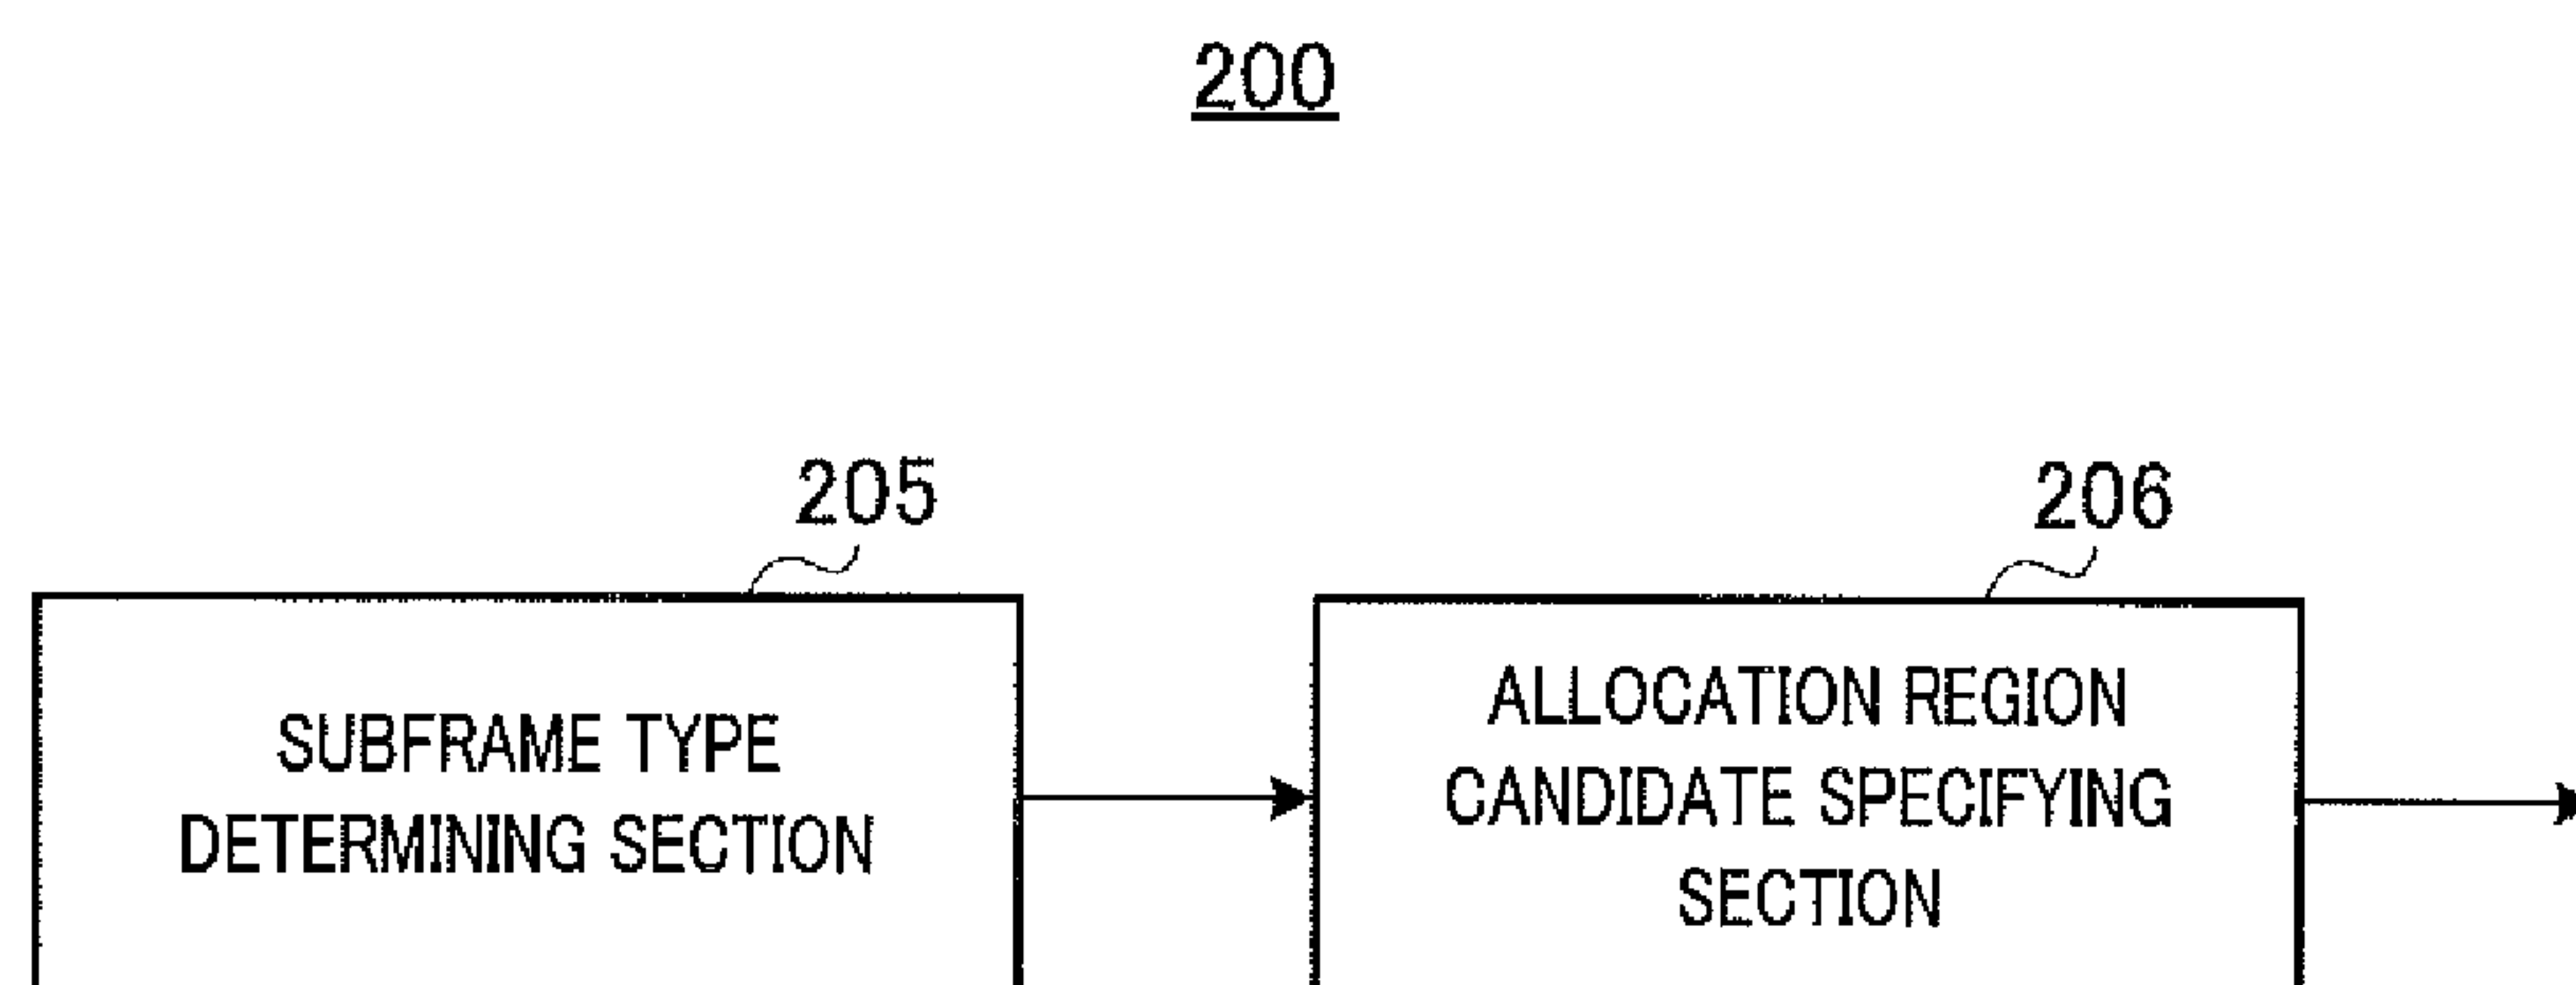 200
205
206
SUBFRAME TYPE
DETERMINING SECTION
ALLOCATION REGION
CANDIDATE SPECIFYING
SECTION